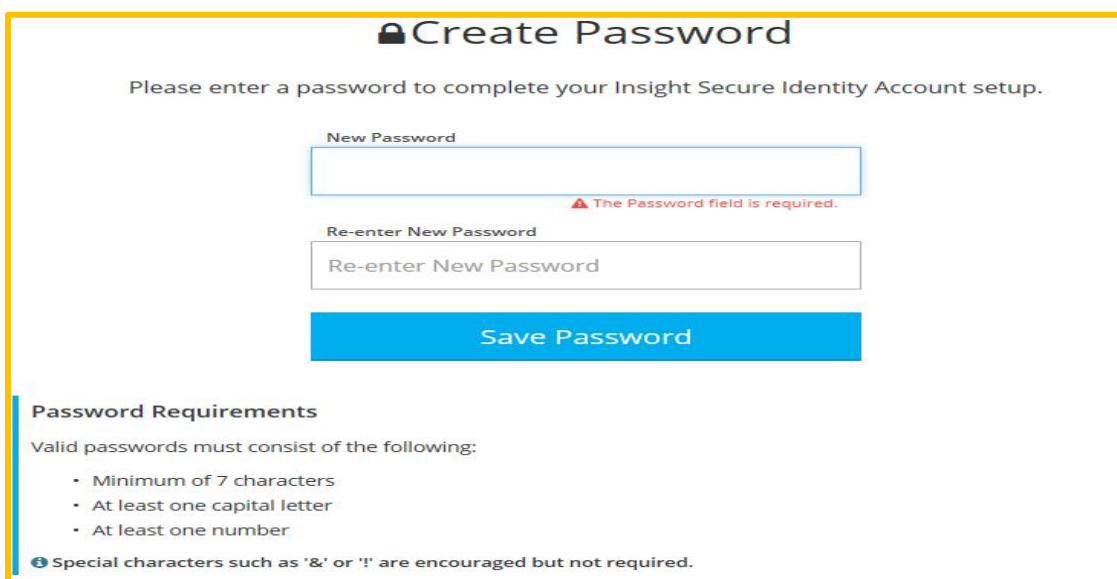 Create Password
Please enter a password to complete your Insight Secure Identity Account setup.
New Password
The Password field is required.
Re-enter New Password
Re-enter New Password
Save Password
Password Requirements
Valid passwords must consist of the following:
• Minimum of 7 characters
• At least one capital letter
• At least one number
Special characters such as '&' or '!' are encouraged but not required.